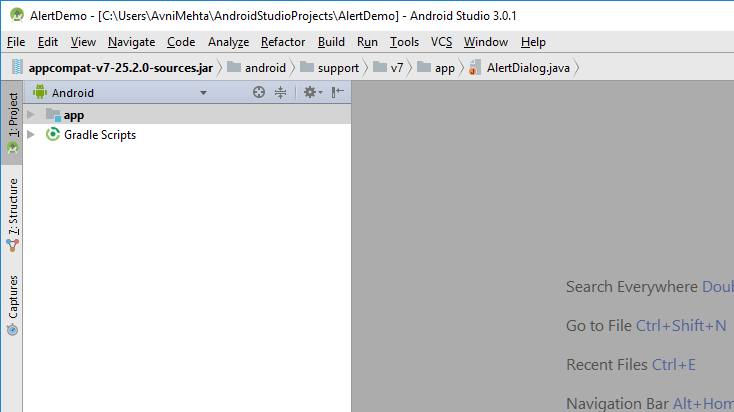 AlertDemo - [C:\Users\AvniMehta\AndroidStudioProjects\AlertDemo] - Android Studio 3.0.1
File Edit View Navigate Code Analyze Refactor Build Run Tools VCS Window Help
appcompat-v7-25.2.0-sources.jar android support v7 app AlertDialog.java
1: Project
Android
app
Gradle Scripts
7: Structure
Captures
Search Everywhere Dou
Go to File Ctrl+Shift+N
Recent Files Ctrl+E
Navigation Bar Alt+Hom